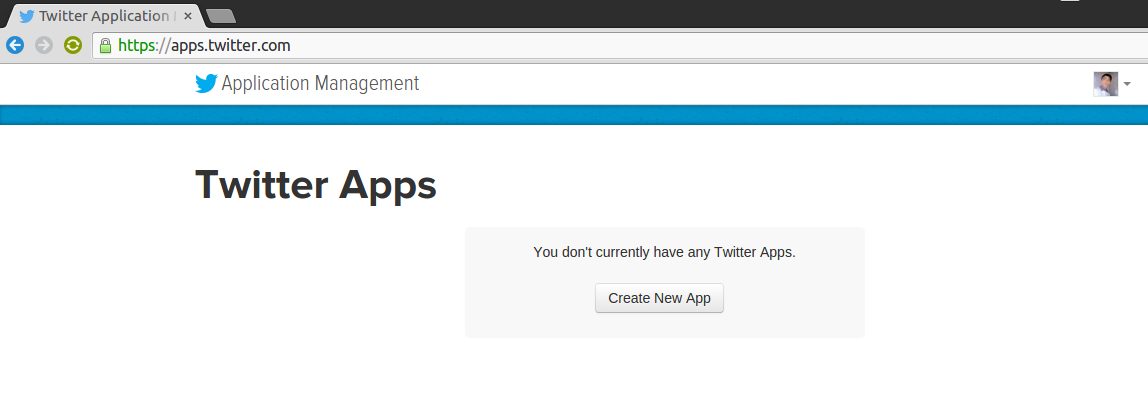 Twitter Application
https://apps.twitter.com
Application Management
Twitter Apps
You don't currently have any Twitter Apps.
Create New App